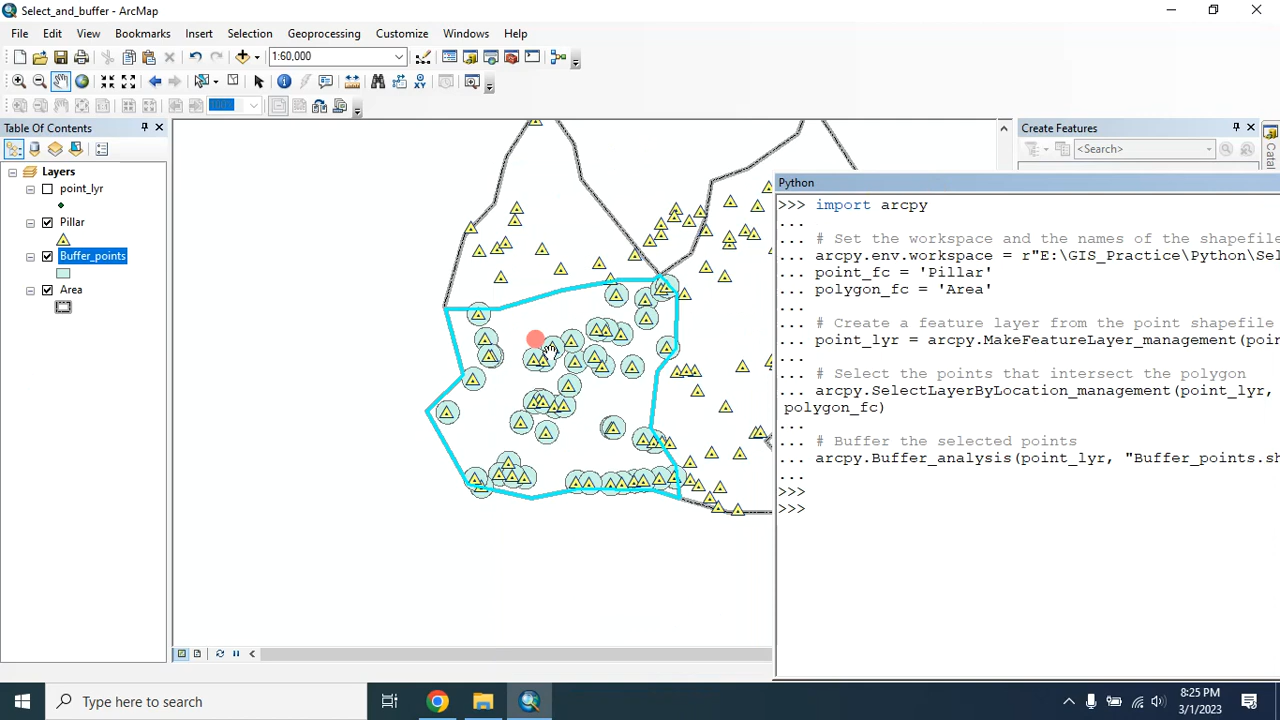 Select_and_buffer - ArcMap
File Edit View Bookmarks Insert Selection Geoprocessing Customize Windows Help
1:60,000
100%
Table Of Contents
Create Features
<Search>
Catal
Layers
point_lyr
Pillar
Buffer_points
Area
Python
>>> import arcpy
...
... # Set the workspace and the names of the shapefile
... arcpy.env.workspace = r"E:\GIS_Practice\Python\Sel
... point_fc = 'Pillar'
... polygon_fc = 'Area'
...
... # Create a feature layer from the point shapefile
... point_lyr = arcpy.MakeFeatureLayer_management(poin
...
... # Select the points that intersect the polygon
... arcpy.SelectLayerByLocation_management(point_lyr,
polygon_fc)
...
... # Buffer the selected points
... arcpy.Buffer_analysis(point_lyr, "Buffer_points.sh
...
>>>
>>>
Type here to search
8:25 PM
3/1/2023